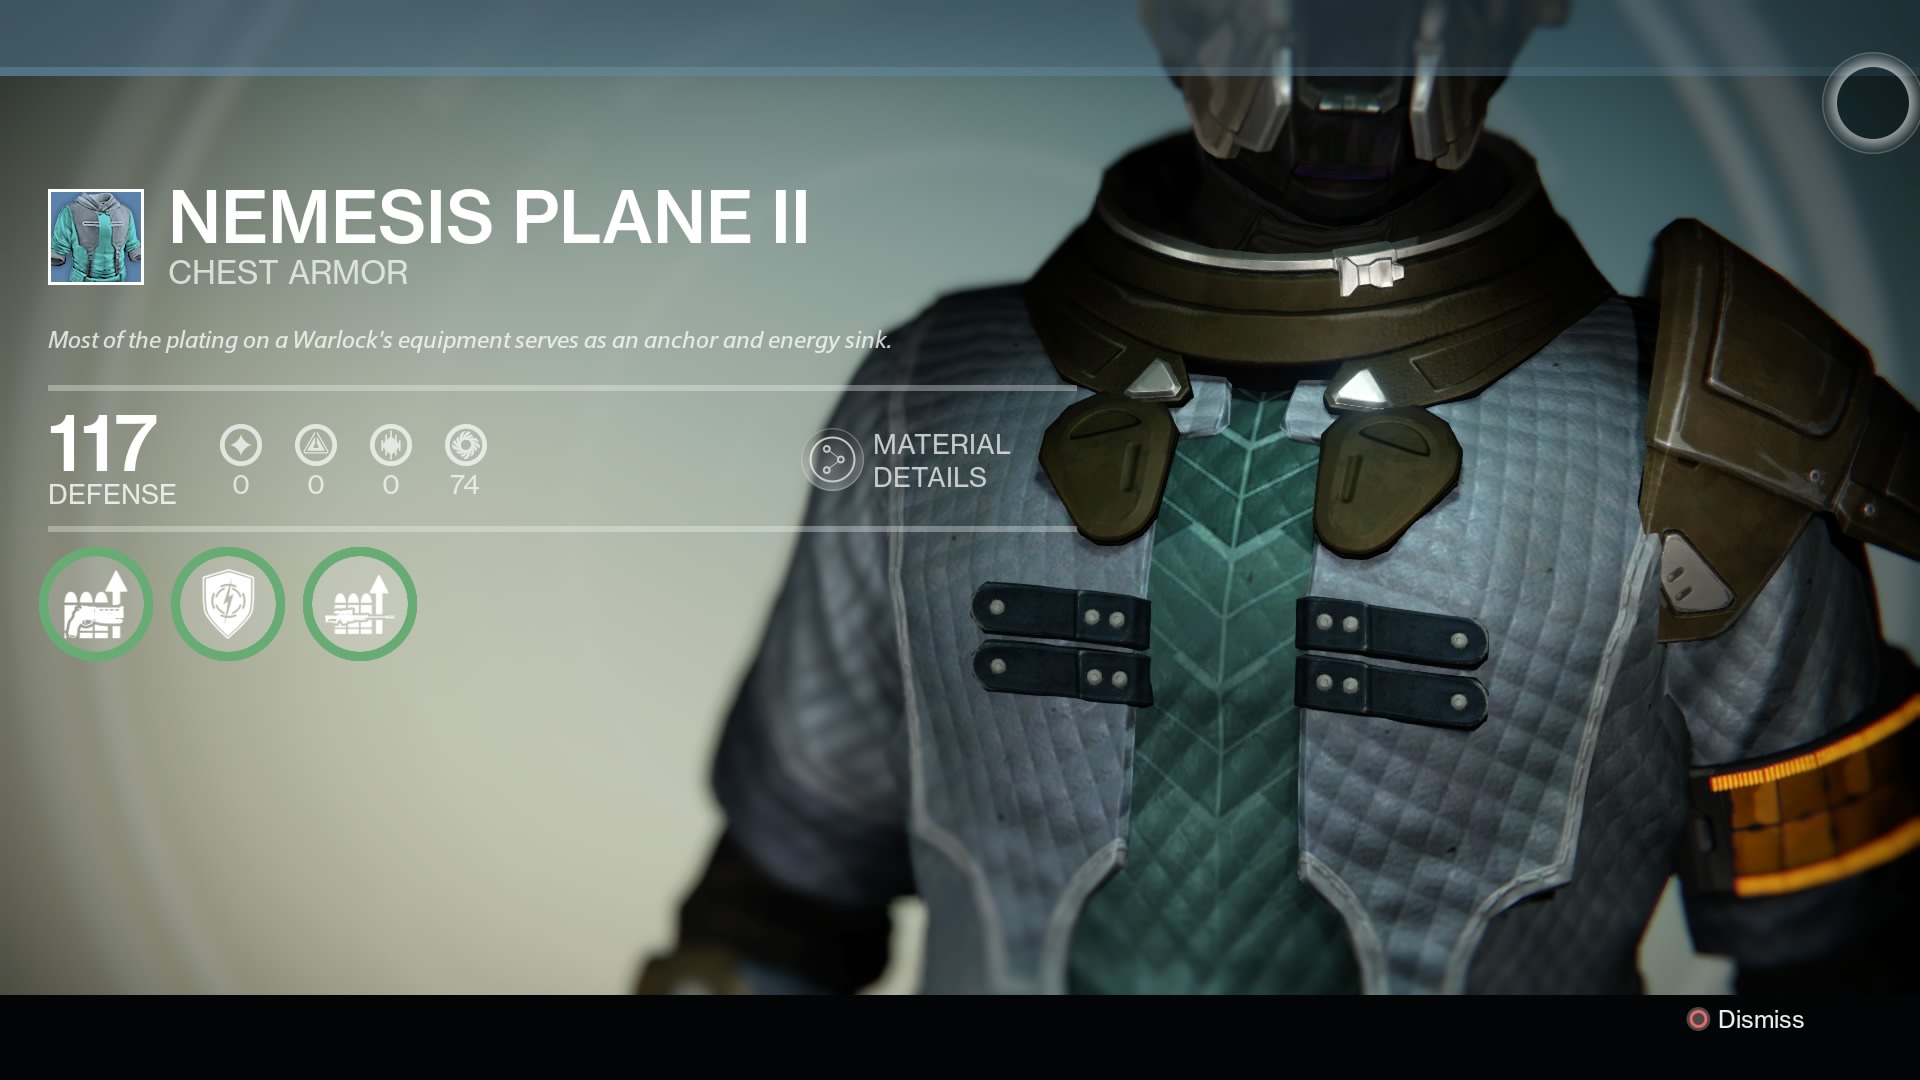 NEMESIS PLANE II
CHEST ARMOR
Most of the plating on a Warlock's equipment serves as an anchor and energy sink.
117
DEFENSE
0 0 0 74
MATERIAL
DETAILS
Dismiss